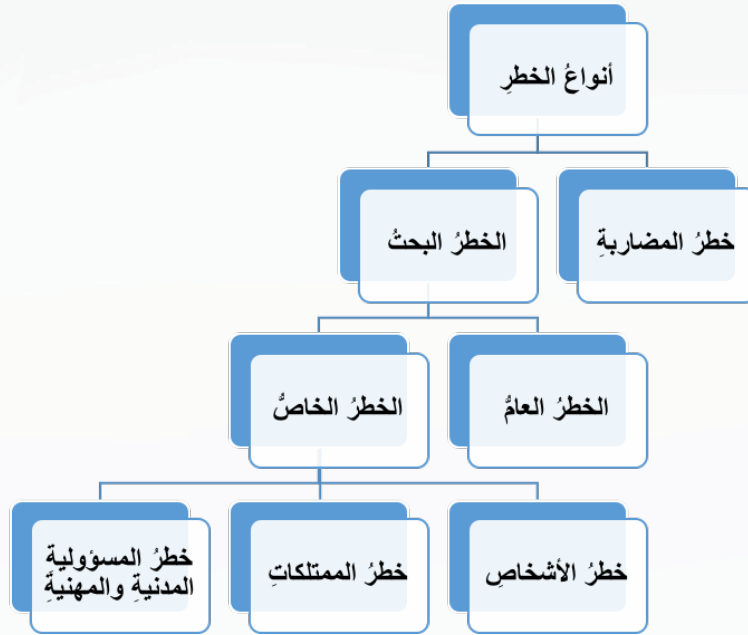 أنواعُ الخطرِ
خطرُ المضاربةِ
الخطرُ البحتُ
الخطرُ العامُّ
الخطرُ الخاصُّ
خطرُ الأشخاصِ
خطرُ الممتلكاتِ
خطرُ المسؤوليةِ
المدنيةِ والمهنيةِ